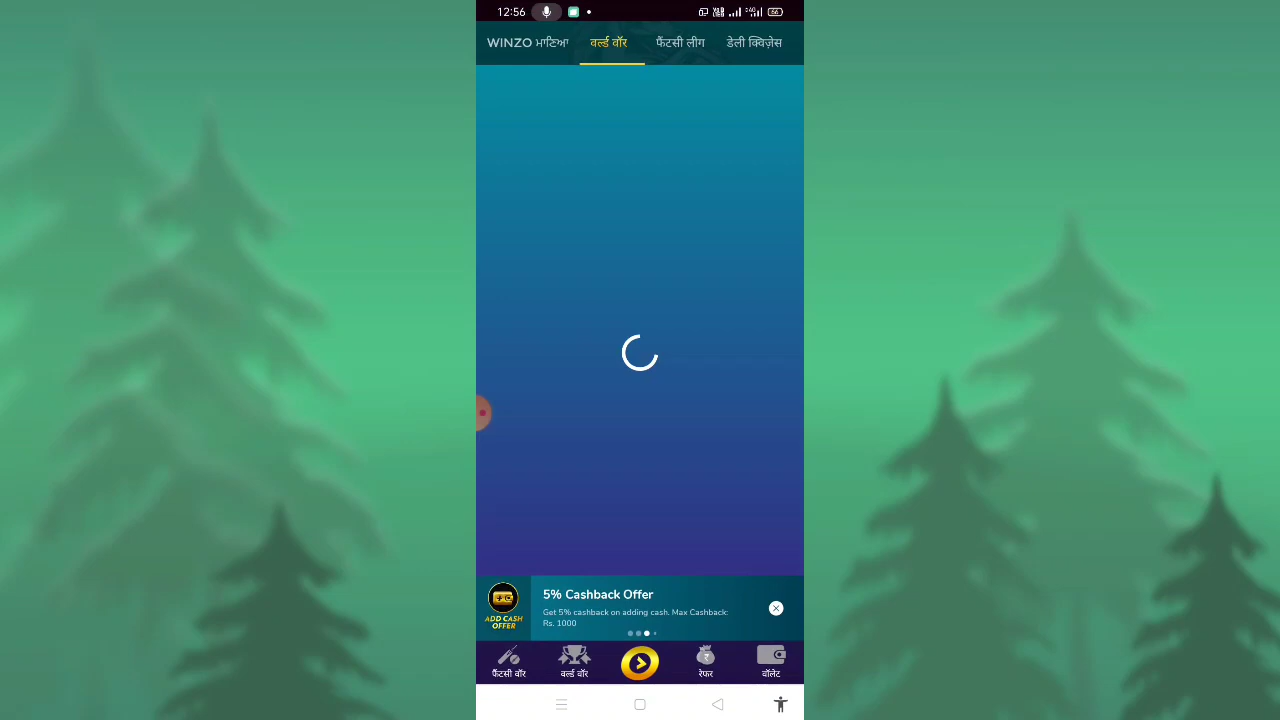 12:56
56
WINZO ਮਾਣਿਆ वर्ल्ड वॉर फैंटसी लीग डेली क्विज़ेस
5% Cashback Offer
Get 5% cashback on adding cash. Max Cashback:
Rs. 1000
ADD CASH
OFFER
फैंटसी वॉर वर्ल्ड वॉर रेफर वॉलेट